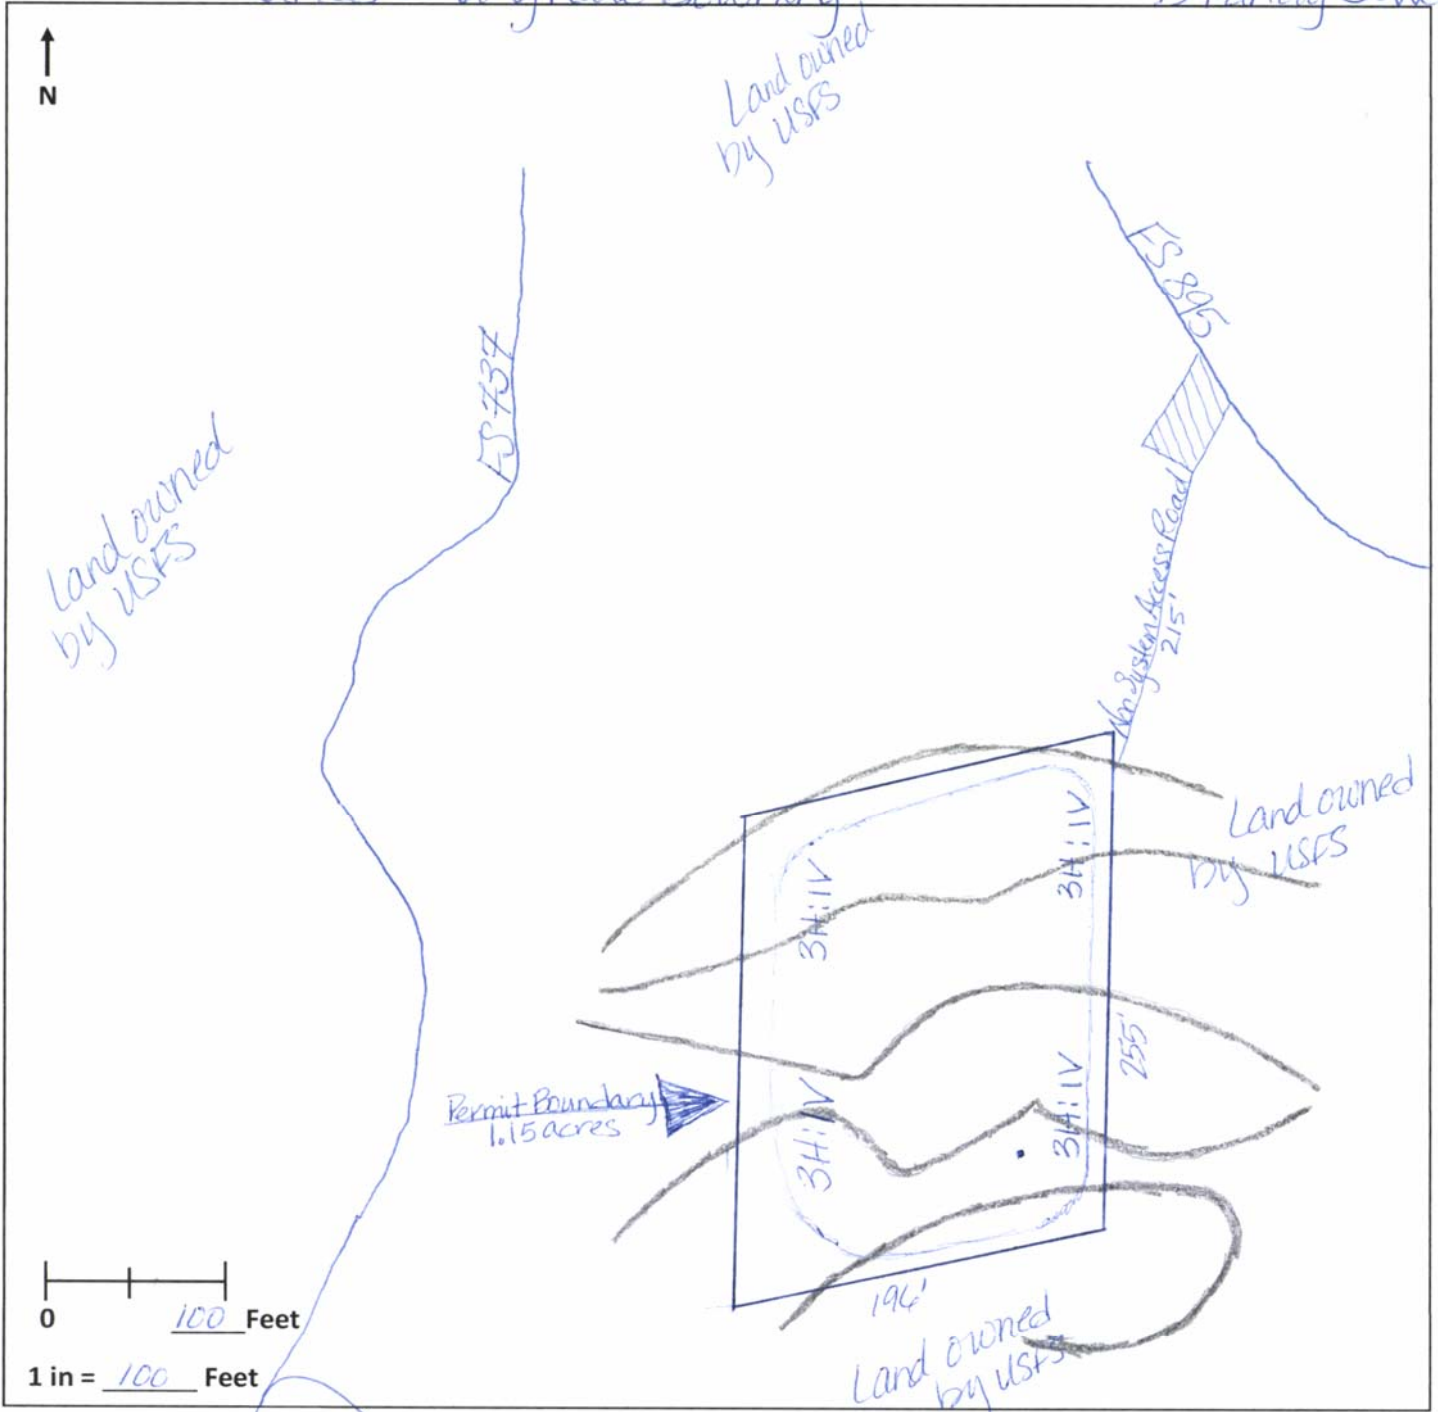 N
Land owned
by USFS
FS 895
FS 737
Land owned
by USFS
Non System Access Road
215'
Land owned
by USFS
3H:1V
3H:1V
255'
Permit Boundary
1.15 acres
3H:1V
3H:1V
196'
Land owned
by USFS
0 100 Feet
1 in = 100 Feet